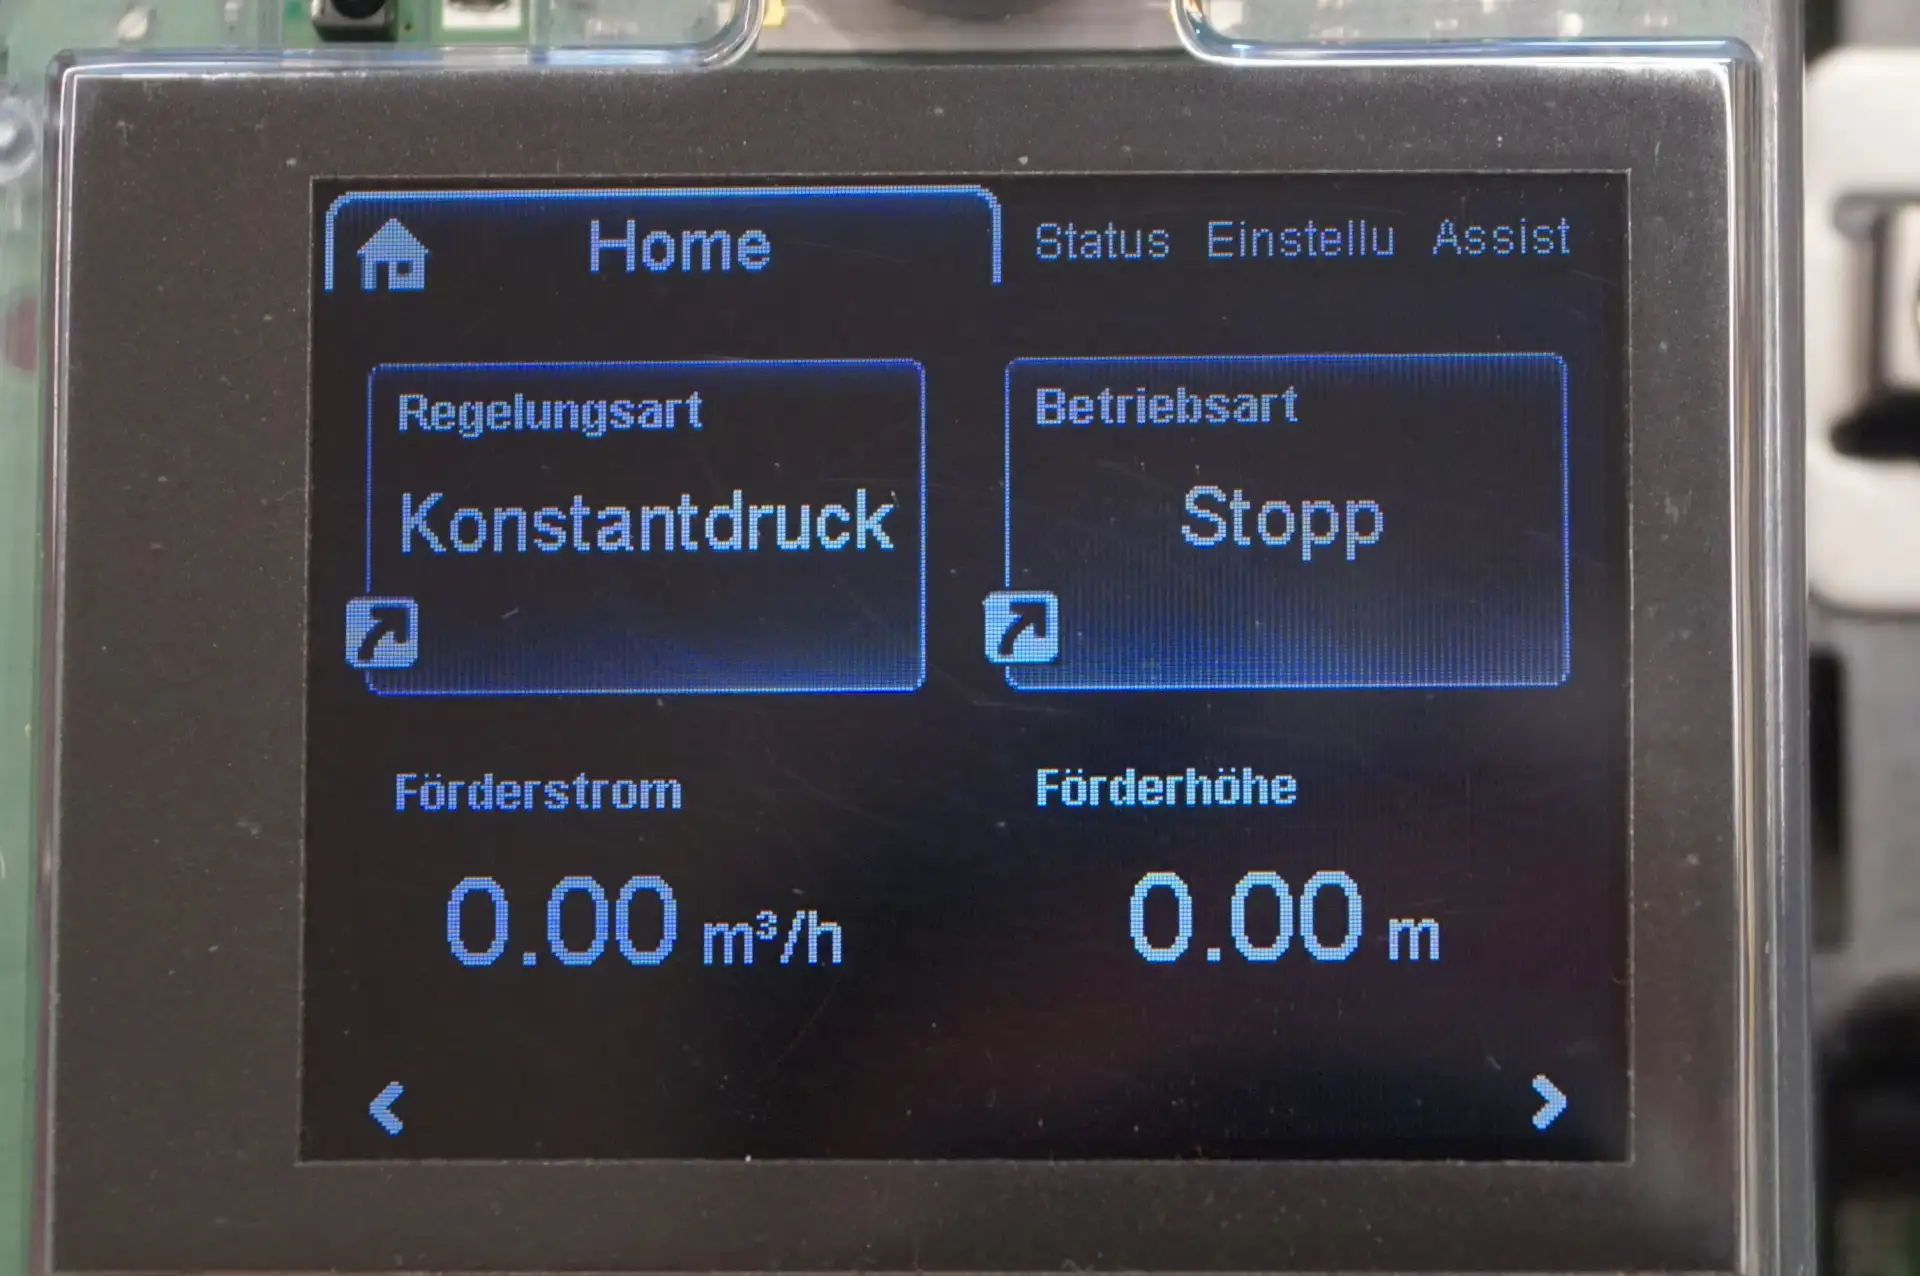 Home Status Einstellu Assist
Regelungsart Betriebsart
Konstantdruck Stopp
Förderstrom Förderhöhe
0.00 m³/h 0.00 m